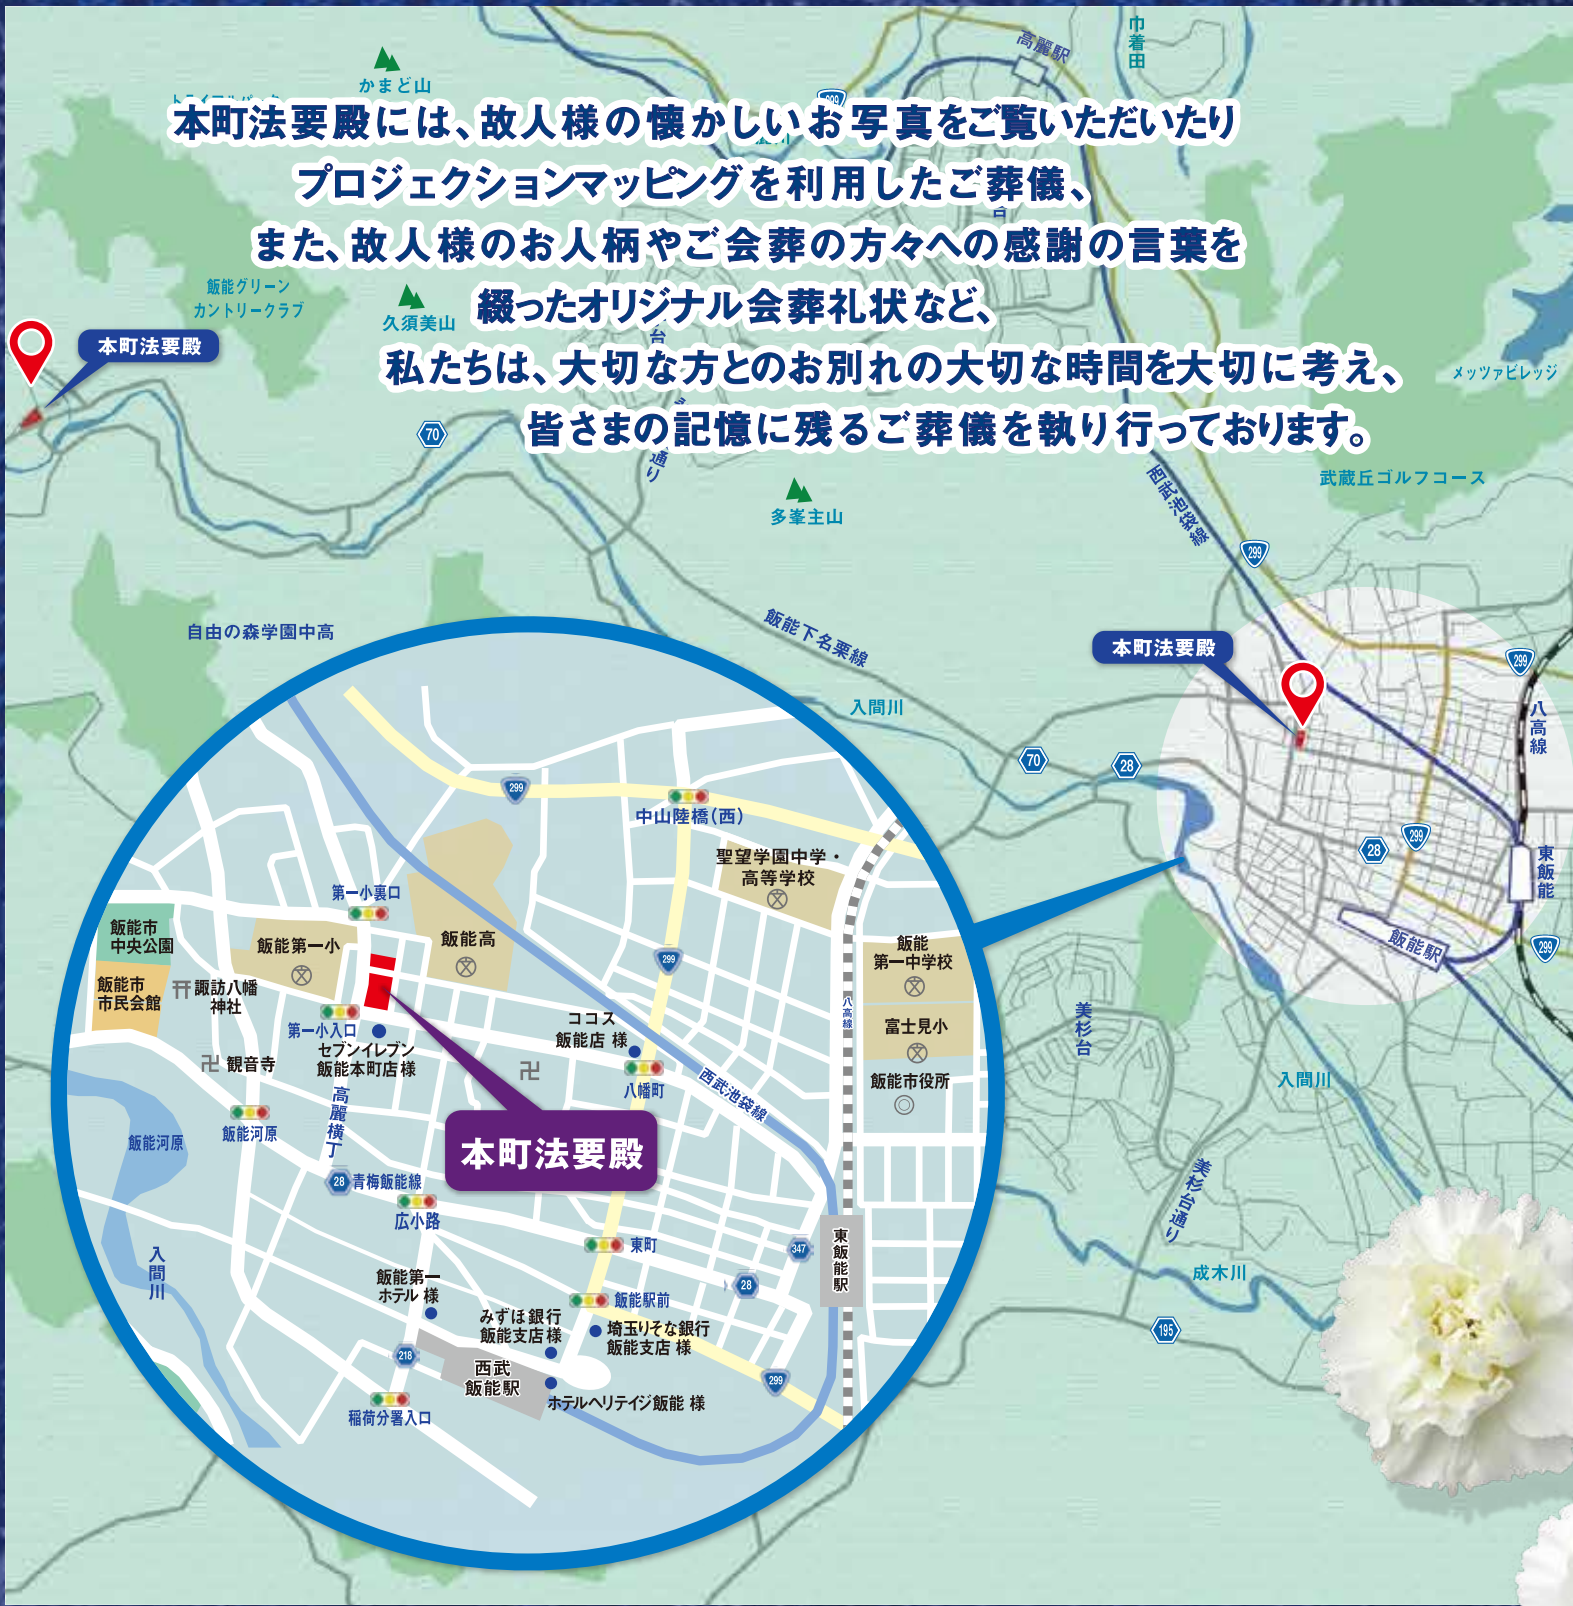 巾着田
高麗駅
かまど山
299
本町法要殿には、故人様の懐かしいお写真をご覧いただいたり
プロジェクションマッピングを利用したご葬儀、
また、故人様のお人柄やご会葬の方々への感謝の言葉を
綴ったオリジナル会葬礼状など、
私たちは、大切な方とのお別れの大切な時間を大切に考え、
皆さまの記憶に残るご葬儀を執り行っております。
飯能グリーン
カントリークラブ
久須美山
本町法要殿
メッツァビレッジ
70
通り
武蔵丘ゴルフコース
多峯主山
西武池袋線
299
自由の森学園中高
飯能下名栗線
本町法要殿
299
入間川
八高線
70
28
28
299
東飯能
飯能駅
299
美杉台
入間川
美杉台通り
成木川
195
299
中山陸橋(西)
聖望学園中学・
高等学校
第一小裏口
飯能市
中央公園
飯能第一小
飯能高
飯能
第一中学校
299
飯能市
市民会館
諏訪八幡
神社
八高線
第一小入口
セブンイレブン
飯能本町店様
ココス
飯能店 様
富士見小
観音寺
八幡町
西武池袋線
飯能市役所
高麗横丁
飯能河原
飯能河原
本町法要殿
28
青梅飯能線
広小路
東町
347
東飯能駅
入間川
飯能第一
ホテル 様
28
飯能駅前
みずほ銀行
飯能支店様
埼玉りそな銀行
飯能支店 様
218
西武
飯能駅
299
ホテルヘリテイジ飯能 様
稲荷分署入口